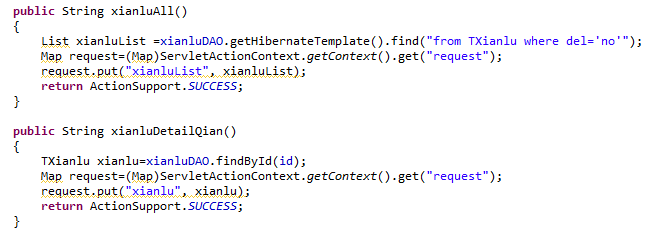 public String xianluAll()
{
List xianluList =xianluDAO.getHibernateTemplate().find("from TXianlu where del='no'");
Map request=(Map)ServletActionContext.getContext().get("request");
request.put("xianluList", xianluList);
return ActionSupport.SUCCESS;
}
public String xianluDetailQian()
{
TXianlu xianlu=xianluDAO.findById(id);
Map request=(Map)ServletActionContext.getContext().get("request");
request.put("xianlu", xianlu);
return ActionSupport.SUCCESS;
}